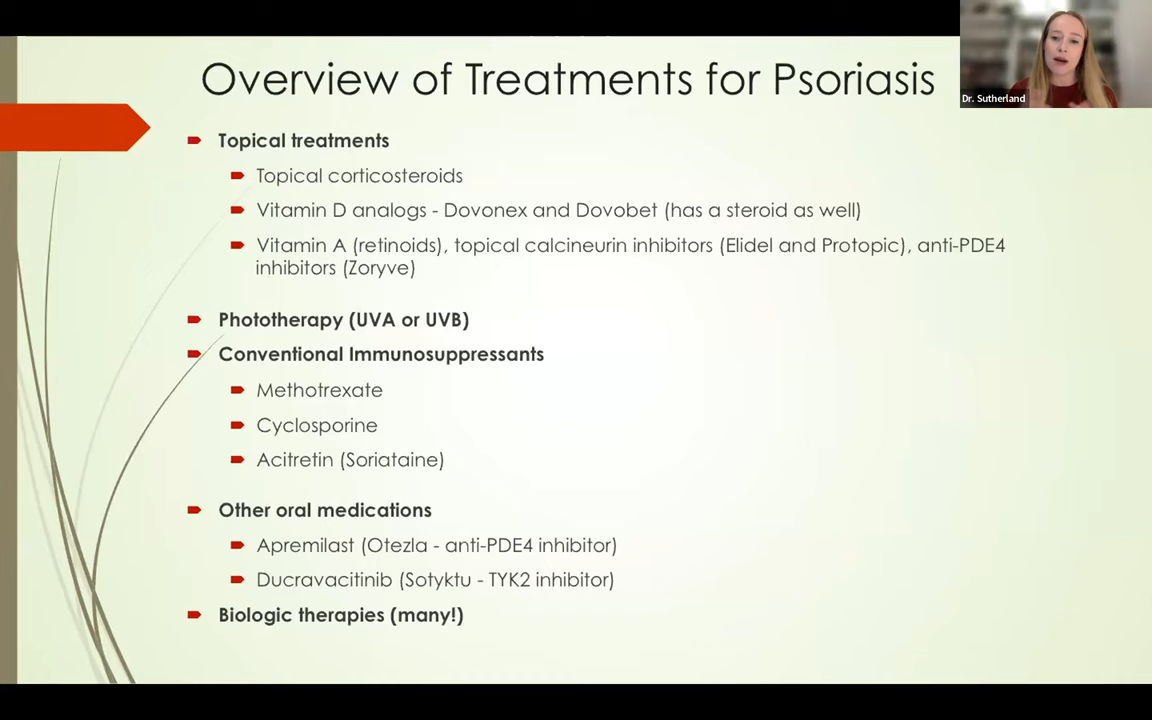 Overview of Treatments for Psoriasis
Dr. Sutherland
Topical treatments
Topical corticosteroids
Vitamin D analogs - Dovonex and Dovobet (has a steroid as well)
Vitamin A (retinoids), topical calcineurin inhibitors (Elidel and Protopic), anti-PDE4
inhibitors (Zoryve)
Phototherapy (UVA or UVB)
Conventional Immunosuppressants
Methotrexate
Cyclosporine
Acitretin (Soriataine)
Other oral medications
Apremilast (Otezla - anti-PDE4 inhibitor)
Ducravacitinib (Sotyktu - TYK2 inhibitor)
Biologic therapies (many!)